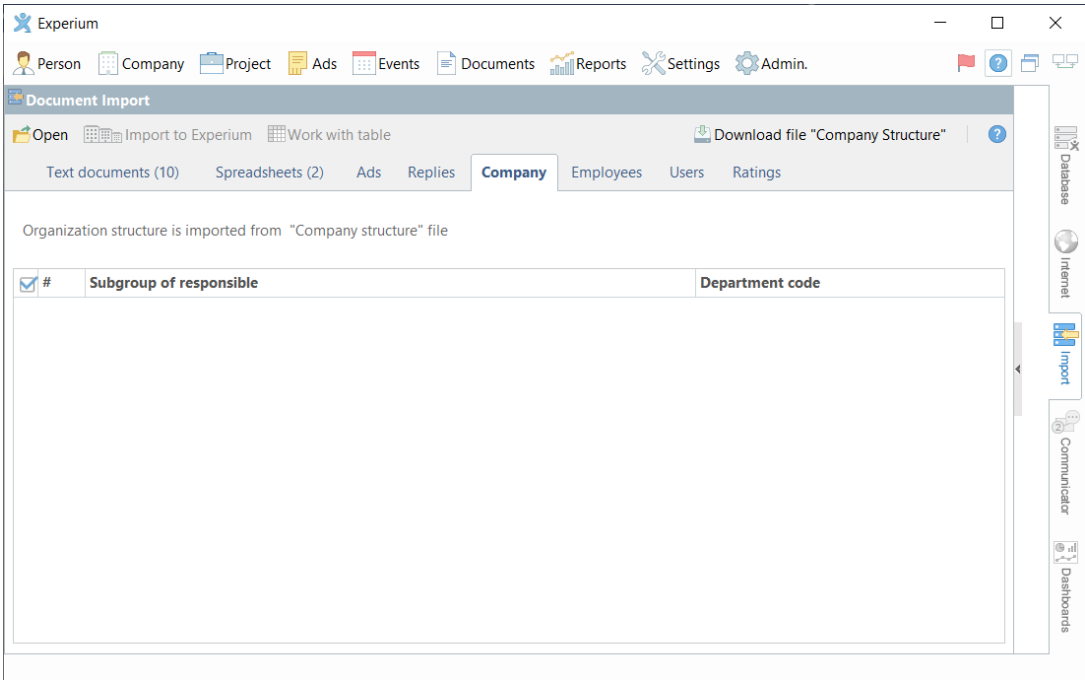 Experium
Person Company Project Ads Events Documents Reports Settings Admin.
Document Import
Open Import to Experium Work with table Download file "Company Structure"
Text documents (10) Spreadsheets (2) Ads Replies Company Employees Users Ratings
Organization structure is imported from "Company structure" file
# Subgroup of responsible Department code
Database
Internet
Import
2
Communicator
Dashboards